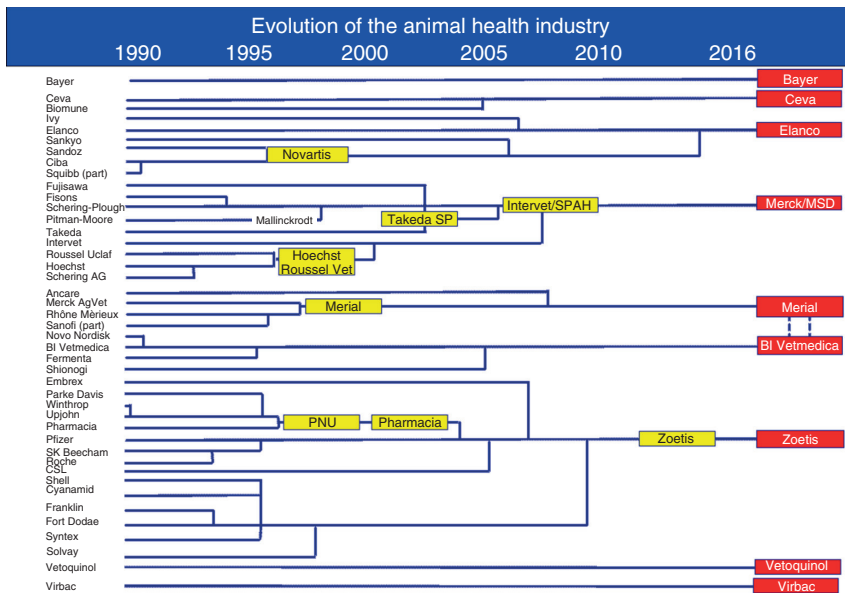 Evolution of the animal health industry
1990 1995 2000 2005 2010 2016
Bayer
Bayer
Ceva
Ceva
Biomune
Ivy
Elanco
Elanco
Sankyo
Sandoz
Novartis
Ciba
Squibb (part)
Fujisawa
Fisons
Schering-Plough
Intervet/SPAH
Merck/MSD
Pitman-Moore
Mallinckrodt
Takeda SP
Takeda
Intervet
Roussel Uclaf
Hoechst
Roussel Vet
Hoechst
Schering AG
Ancare
Merck AgVet
Merial
Merial
Rhône Mèrieux
Sanofi (part)
Novo Nordisk
BI Vetmedica
BI Vetmedica
Fermenta
Shionogi
Embrex
Parke Davis
Winthrop
Upjohn
PNU
Pharmacia
Pharmacia
Pfizer
Zoetis
Zoetis
SK Beecham
Roche
CSL
Shell
Cyanamid
Franklin
Fort Dodae
Syntex
Solvay
Vetoquinol
Vetoquinol
Virbac
Virbac